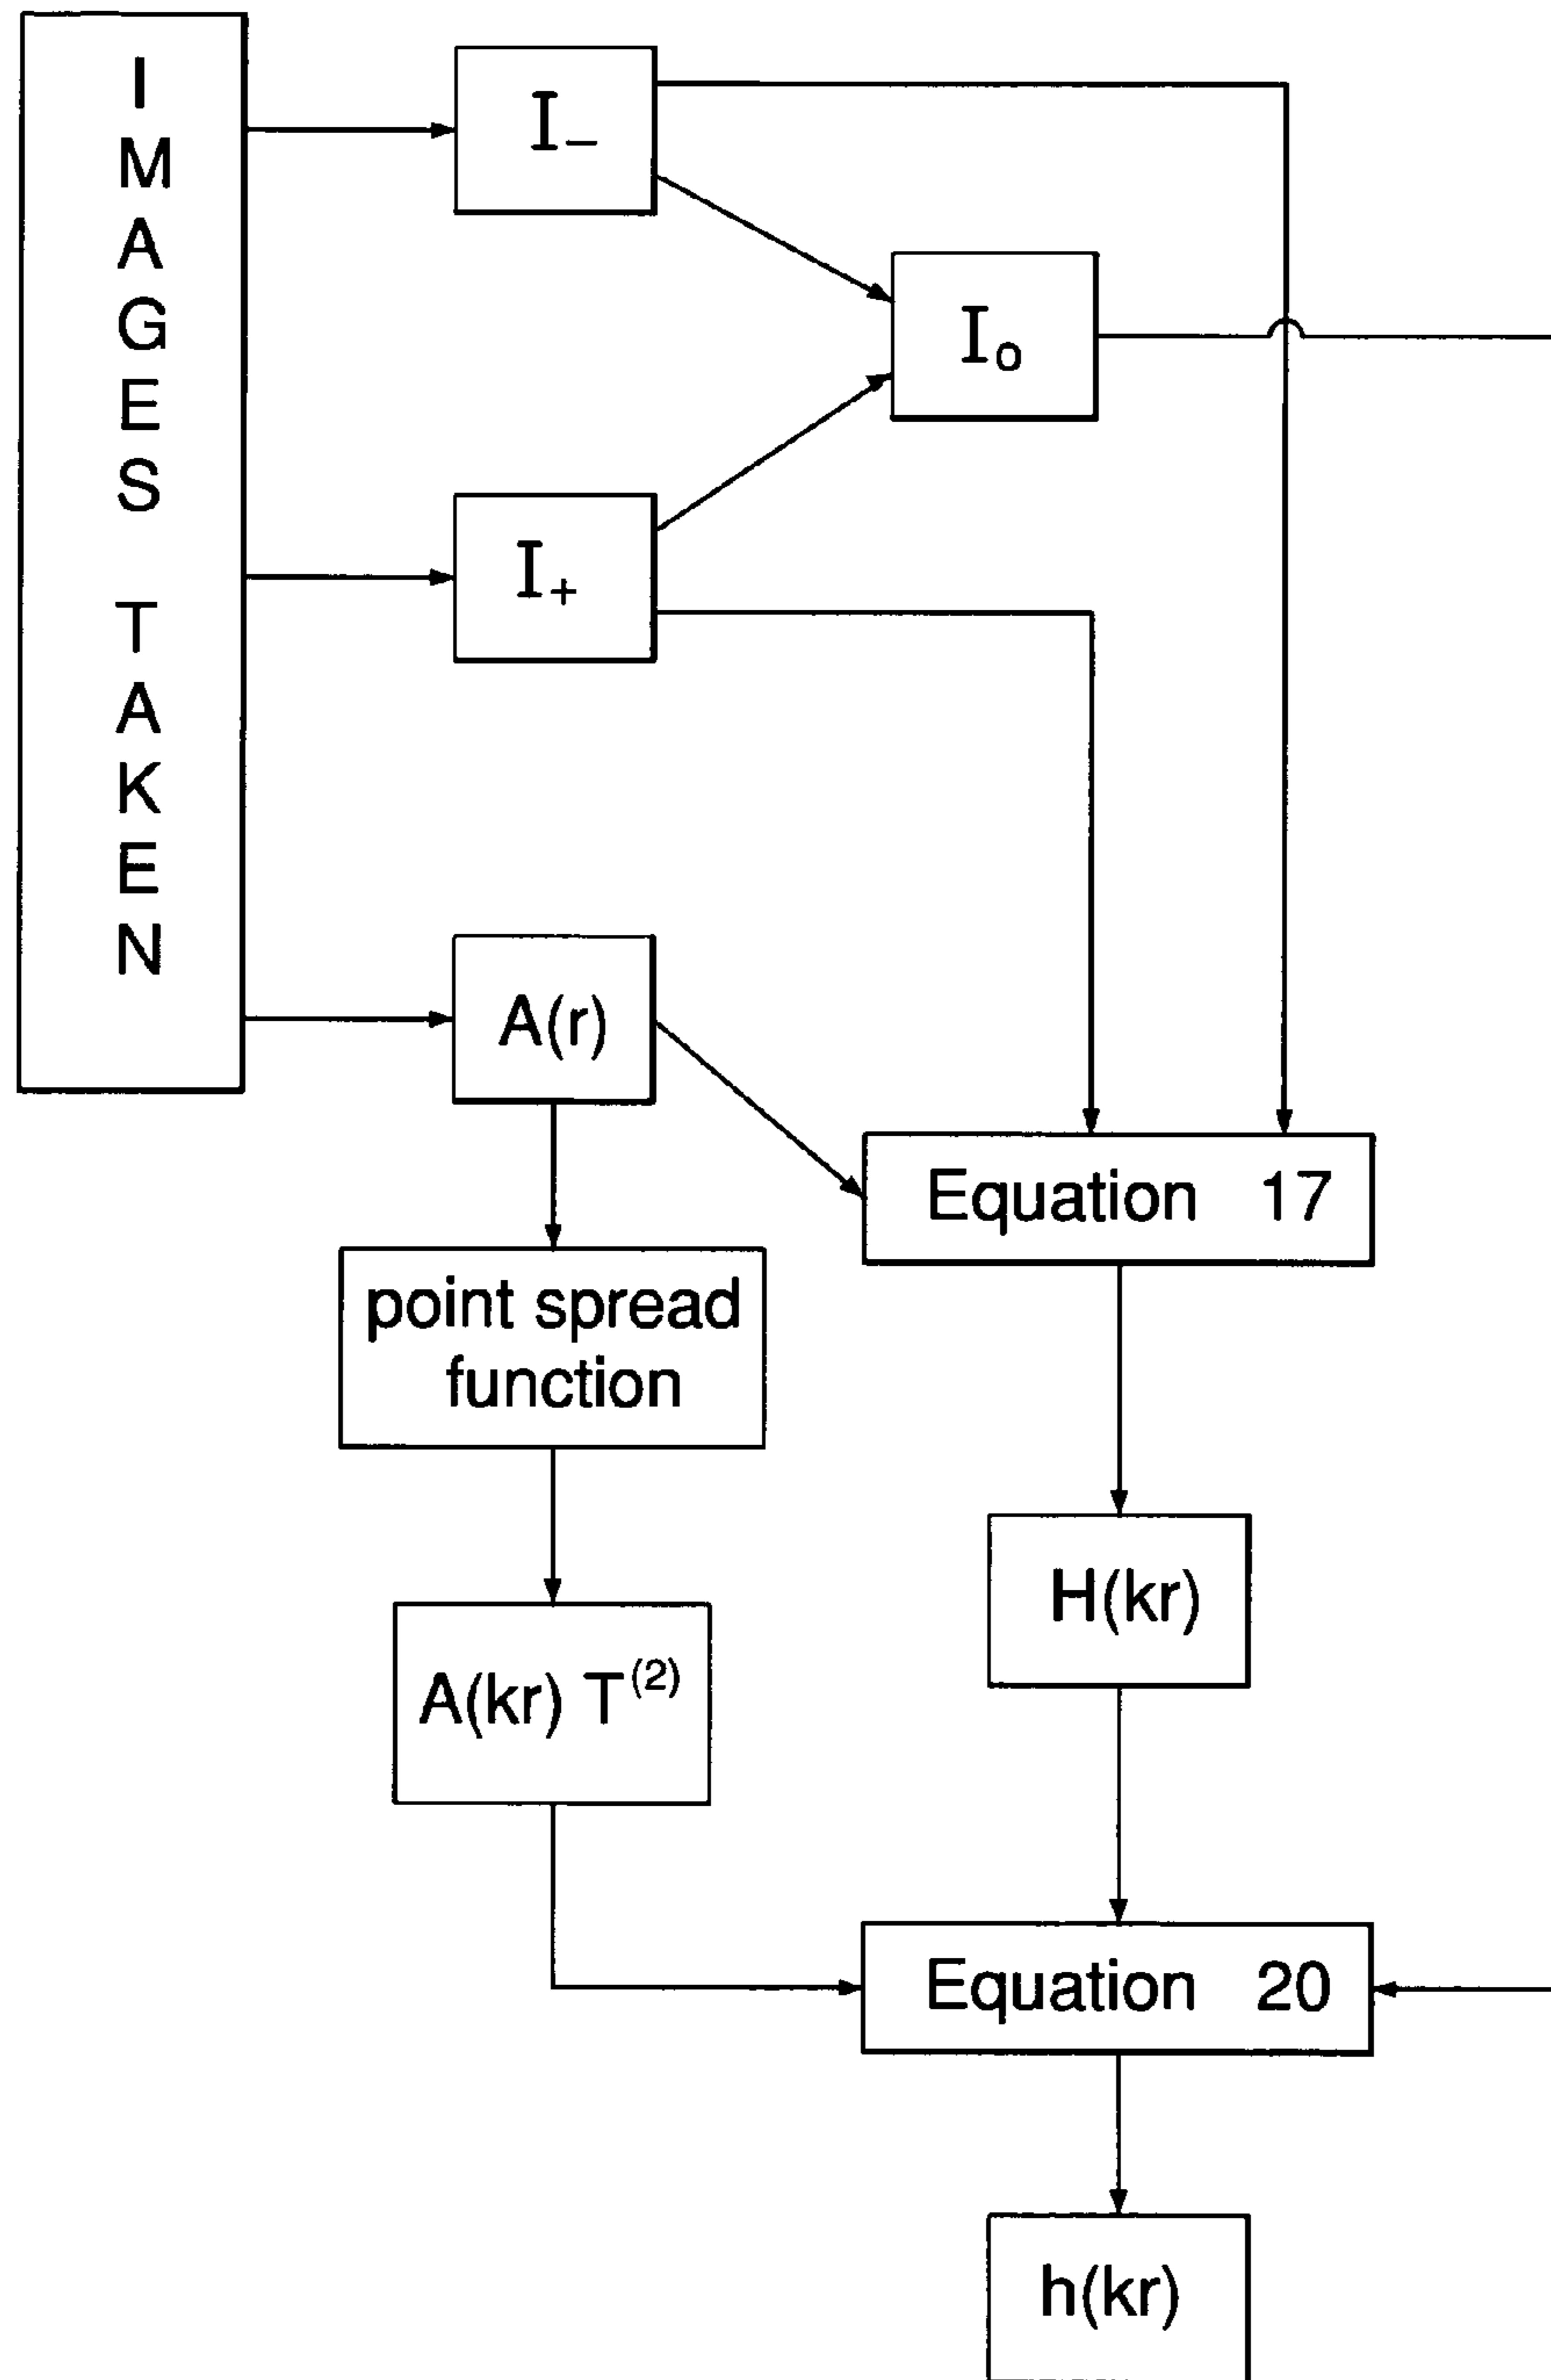 IMAGES TAKEN
I₋
I₀
I₊
A(r)
Equation 17
point spread
function
H(kr)
A(kr) T⁽²⁾
Equation 20
h(kr)